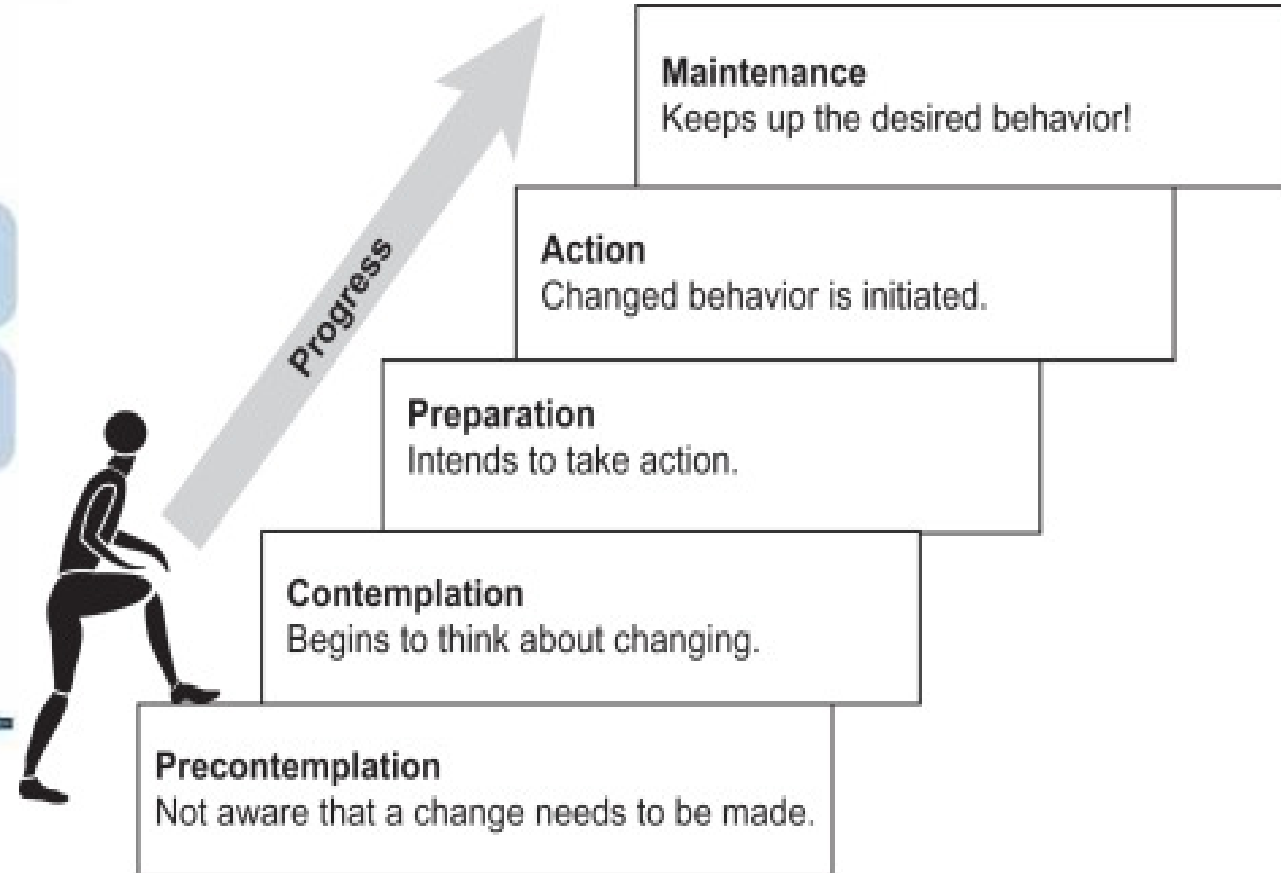 Maintenance
Keeps up the desired behavior!
Action
Changed behavior is initiated.
Progress
Preparation
Intends to take action.
Contemplation
Begins to think about changing.
Precontemplation
Not aware that a change needs to be made.